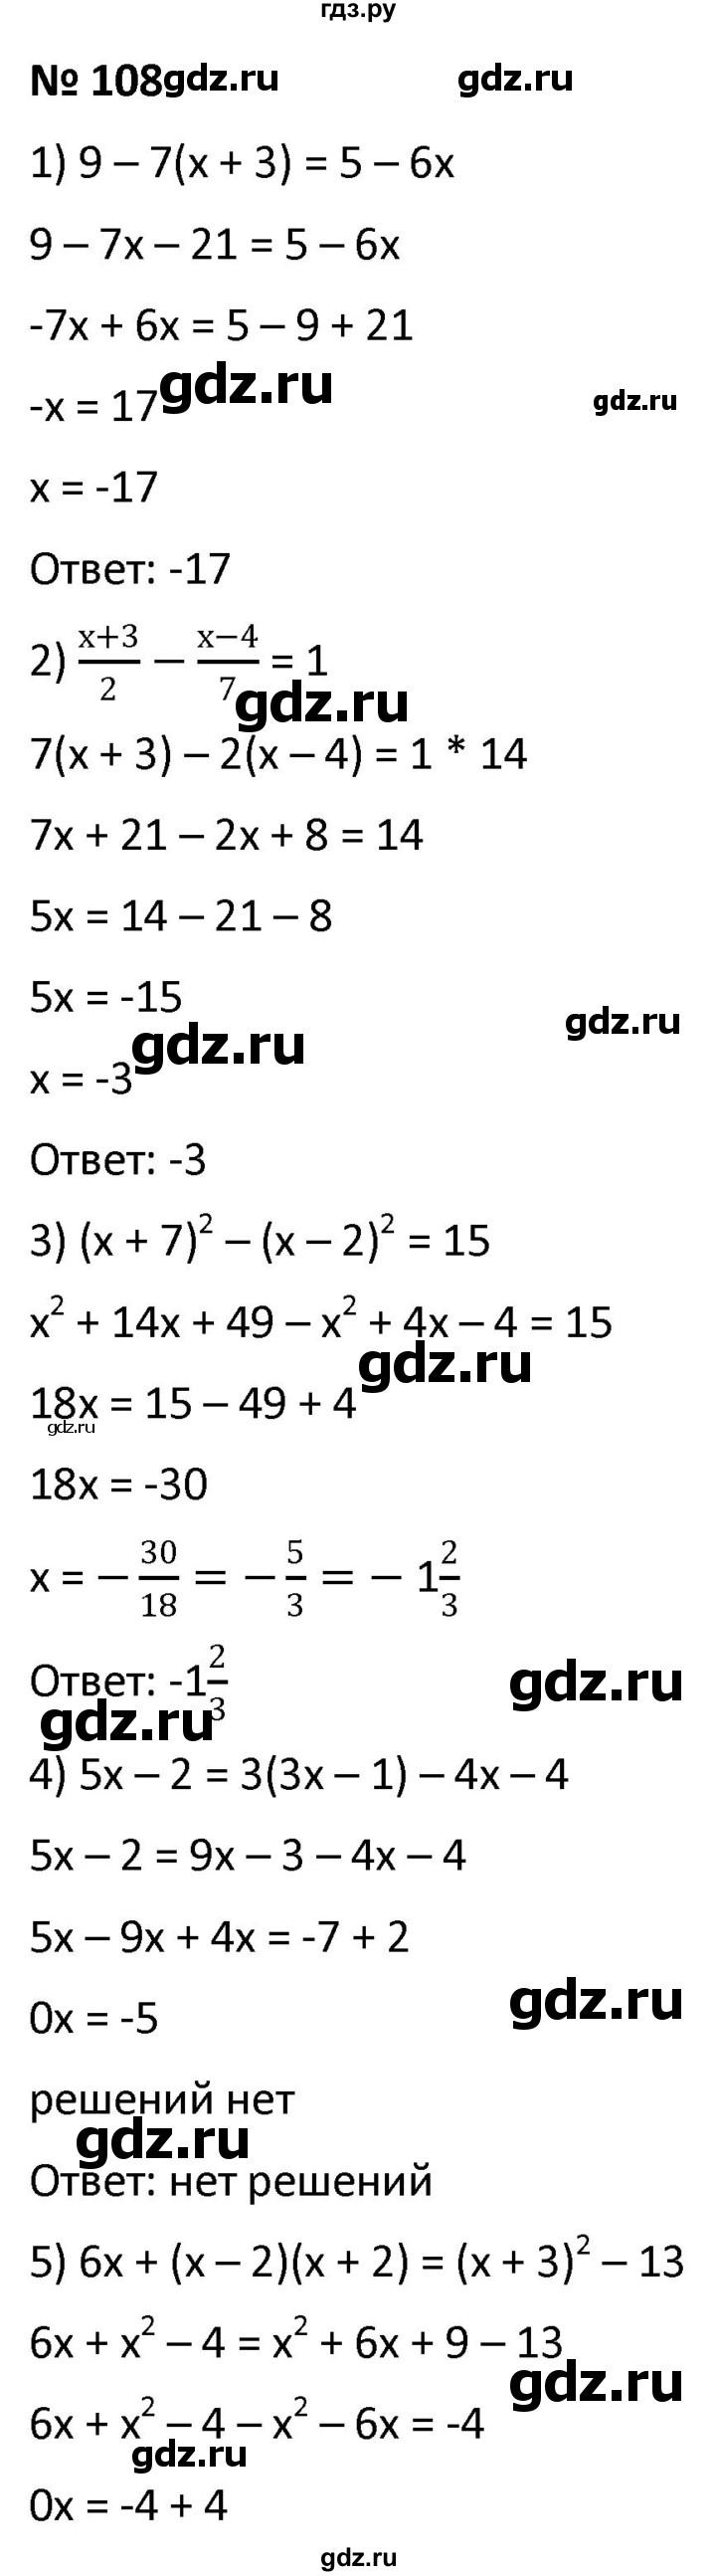 гдз.ру
№ 108 gdz.ru gdz.ru
1) 9 – 7(x + 3) = 5 – 6x
9 – 7x – 21 = 5 – 6x
-7x + 6x = 5 – 9 + 21
gdz.ru
-x = 17 gdz.ru
x = -17
Ответ: -17
2) \frac{x+3}{2} – \frac{x–4}{7} = 1
gdz.ru
7(x + 3) – 2(x – 4) = 1 * 14
7x + 21 – 2x + 8 = 14
5x = 14 – 21 – 8
5x = -15
gdz.ru gdz.ru
x = -3
Ответ: -3
3) (x + 7)² – (x – 2)² = 15
x² + 14x + 49 – x² + 4x – 4 = 15
gdz.ru
18x = 15 – 49 + 4
gdz.ru
18x = -30
x = – \frac{30}{18} = – \frac{5}{3} = – 1\frac{2}{3}
Ответ: -1\frac{2}{3} gdz.ru
gdz.ru
4) 5x – 2 = 3(3x – 1) – 4x – 4
5x – 2 = 9x – 3 – 4x – 4
5x – 9x + 4x = -7 + 2
0x = -5 gdz.ru
решений нет
gdz.ru
Ответ: нет решений
5) 6x + (x – 2)(x + 2) = (x + 3)² – 13
6x + x² – 4 = x² + 6x + 9 – 13
gdz.ru
6x + x² – 4 – x² – 6x = -4
gdz.ru
0x = -4 + 4
gdz.ru